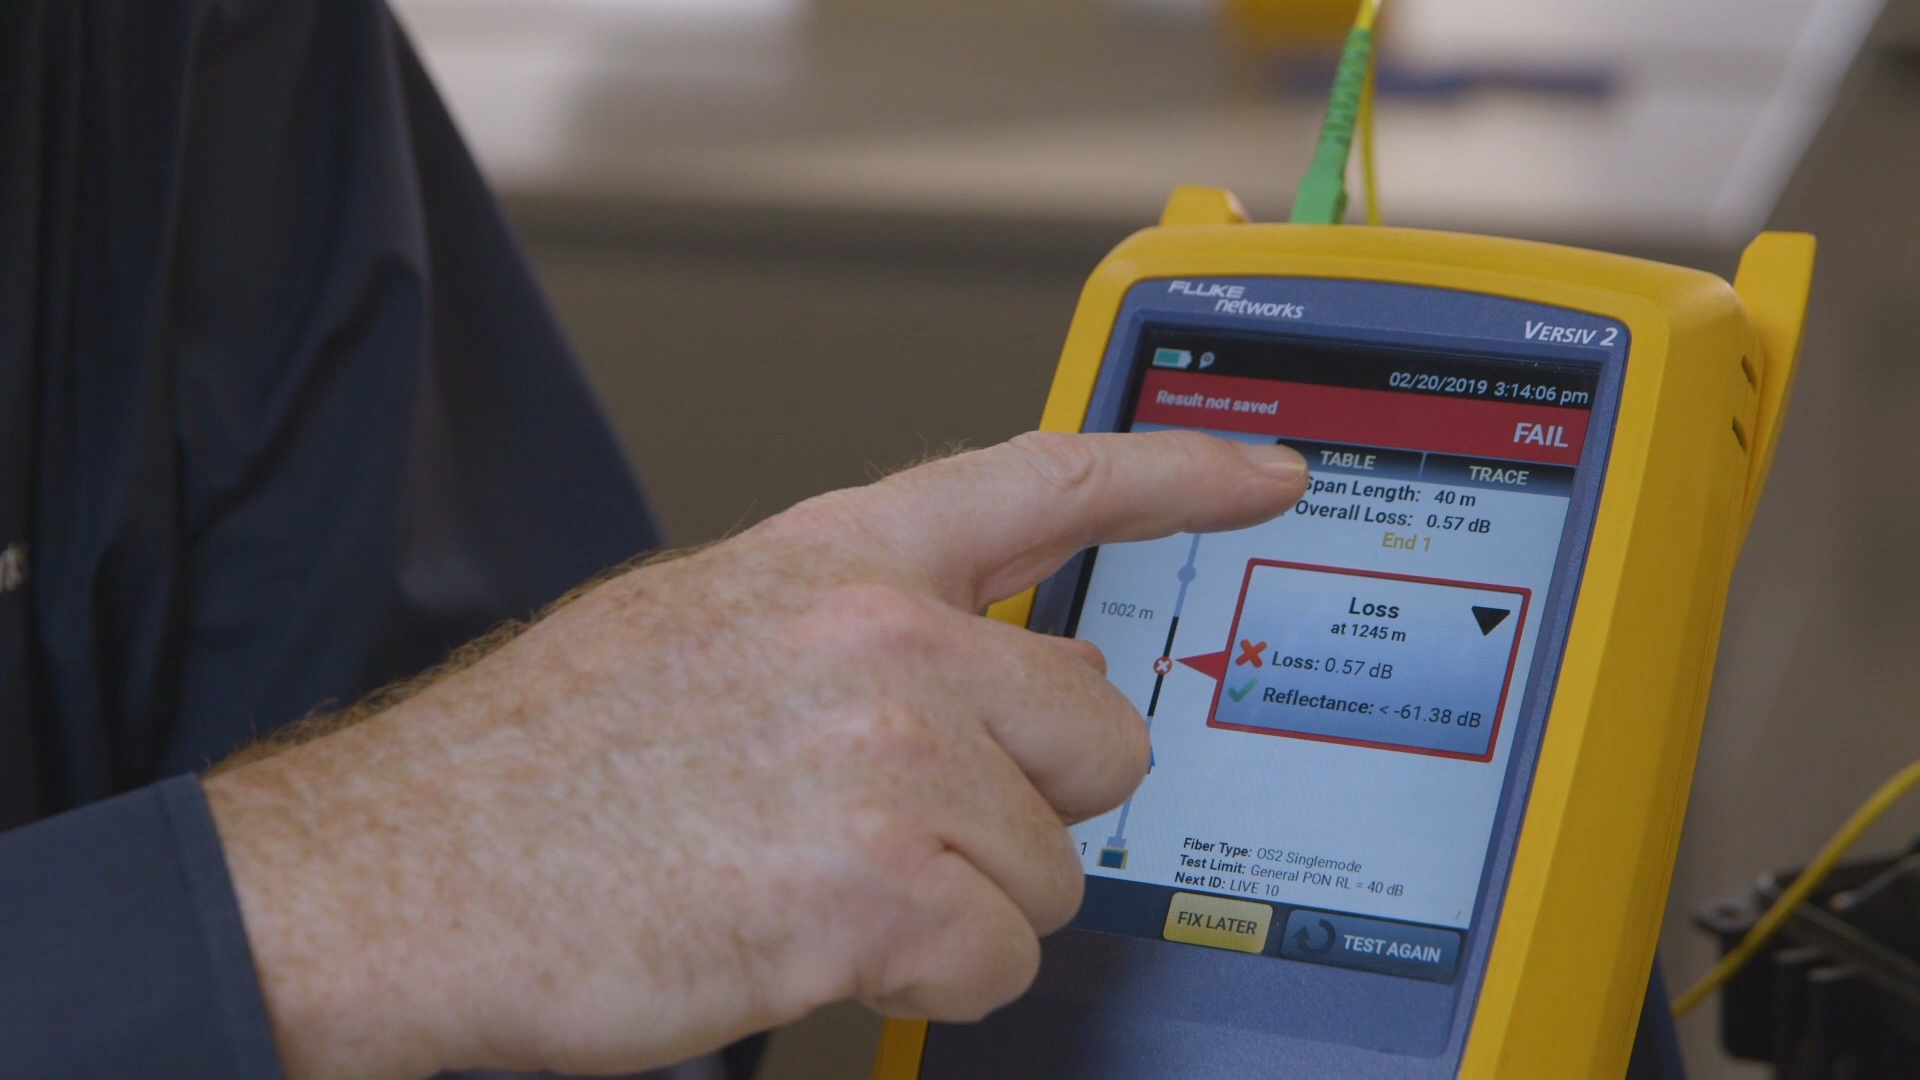 FLUKE
networks
VERSIV 2
02/20/2019 3:14:06 pm
Result not saved
FAIL
TABLE
TRACE
Span Length: 40 m
Overall Loss: 0.57 dB
End 1
1002 m
Loss
at 1245 m
Loss: 0.57 dB
Reflectance: < -61.38 dB
1
Fiber Type: OS2 Singlemode
Test Limit: General PON RL = 40 dB
Next ID: LIVE 10
FIX LATER
TEST AGAIN